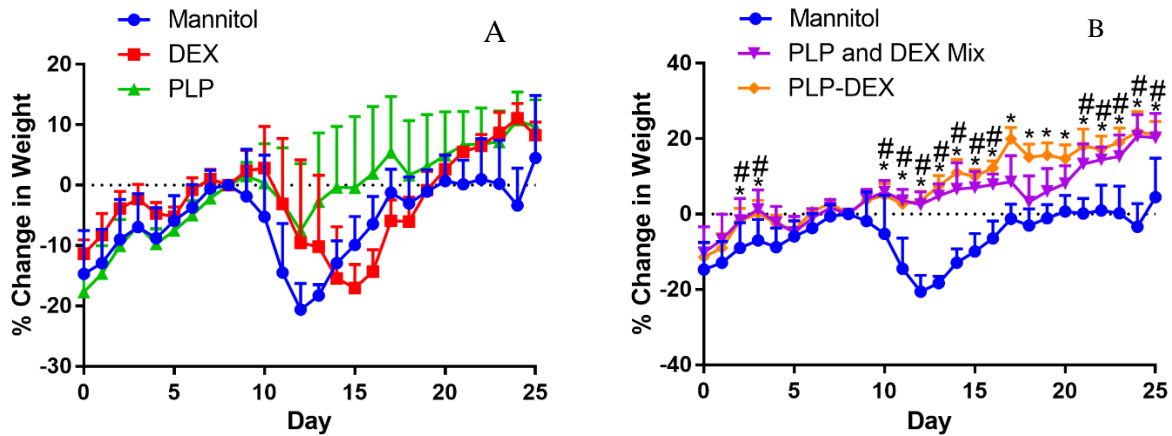 Mannitol
DEX
PLP
A
% Change in Weight
20
10
0
-10
-20
-30
0 5 10 15 20 25
Day
Mannitol
PLP and DEX Mix
PLP-DEX
B
% Change in Weight
40
20
0
-20
-40
# # # # # # # # # # # # # #
* * * * * * * * * * * * * * * * * *
0 5 10 15 20 25
Day